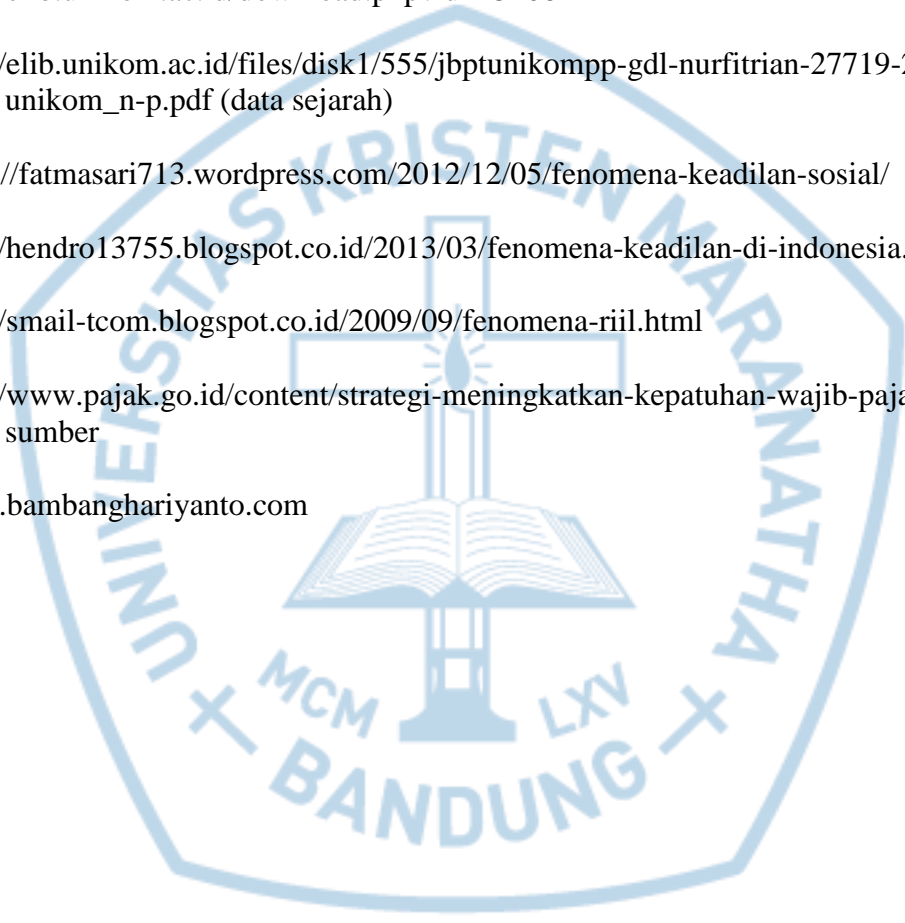 /elib.unikom.ac.id/files/disk1/555/jbptunikompp-gdl-nurfitrian-27719-2
unikom_n-p.pdf (data sejarah)
//fatmasari713.wordpress.com/2012/12/05/fenomena-keadilan-sosial/
/hendro13755.blogspot.co.id/2013/03/fenomena-keadilan-di-indonesia.
/smail-tcom.blogspot.co.id/2009/09/fenomena-riil.html
/www.pajak.go.id/content/strategi-meningkatkan-kepatuhan-wajib-paja
sumber
.bambanghariyanto.com
UNIVERSITAS KRISTEN MARANATHA
MCM LXV
BANDUNG